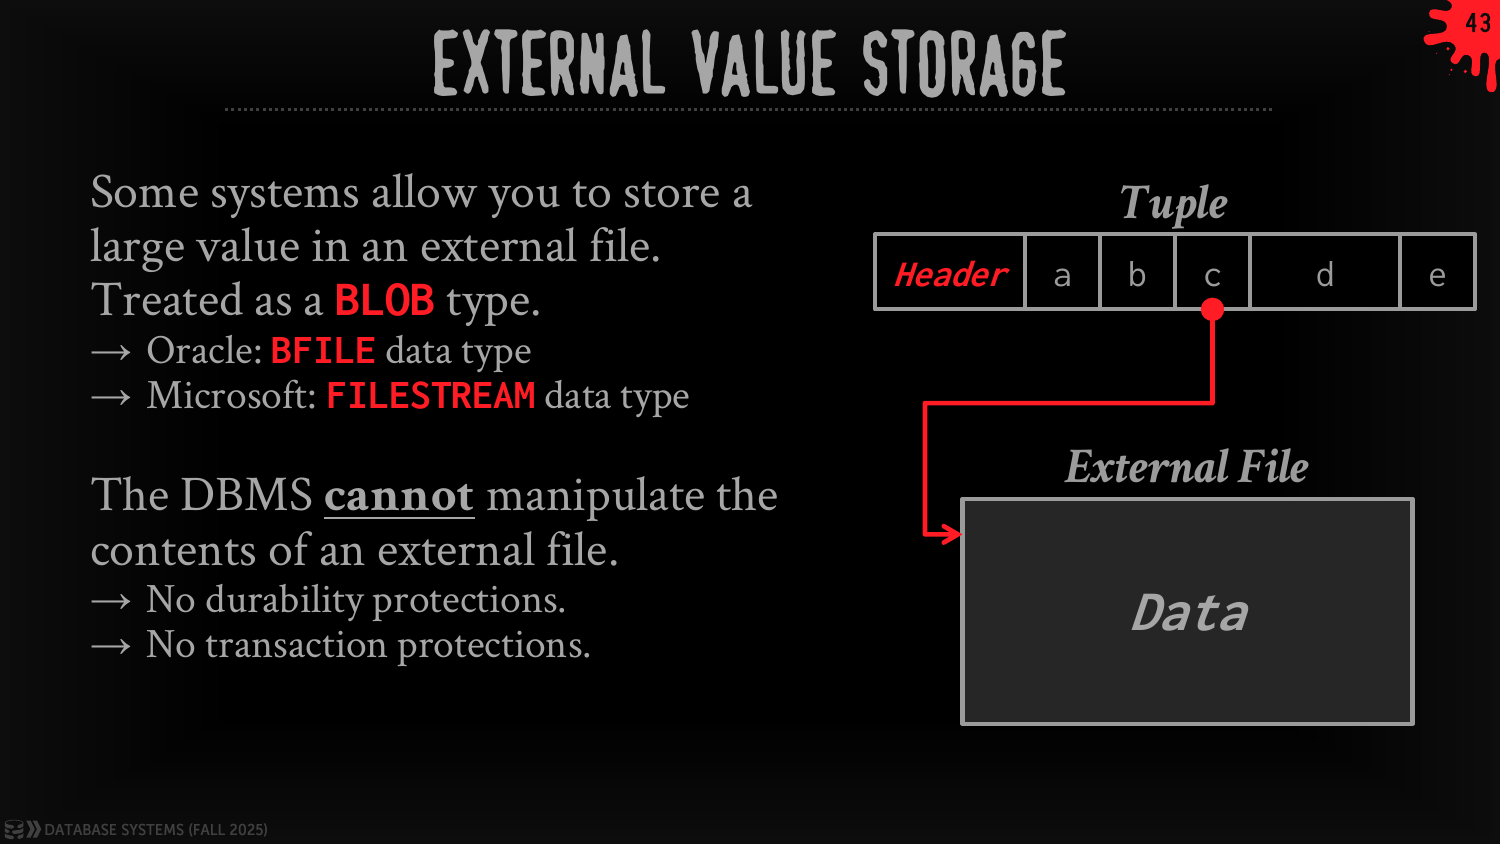 43
EXTERNAL VALUE STORAGE
Some systems allow you to store a
large value in an external file.
Treated as a BLOB type.
→ Oracle: BFILE data type
→ Microsoft: FILESTREAM data type
The DBMS cannot manipulate the
contents of an external file.
→ No durability protections.
→ No transaction protections.
Tuple
Header a b c d e
External File
Data
DATABASE SYSTEMS (FALL 2025)